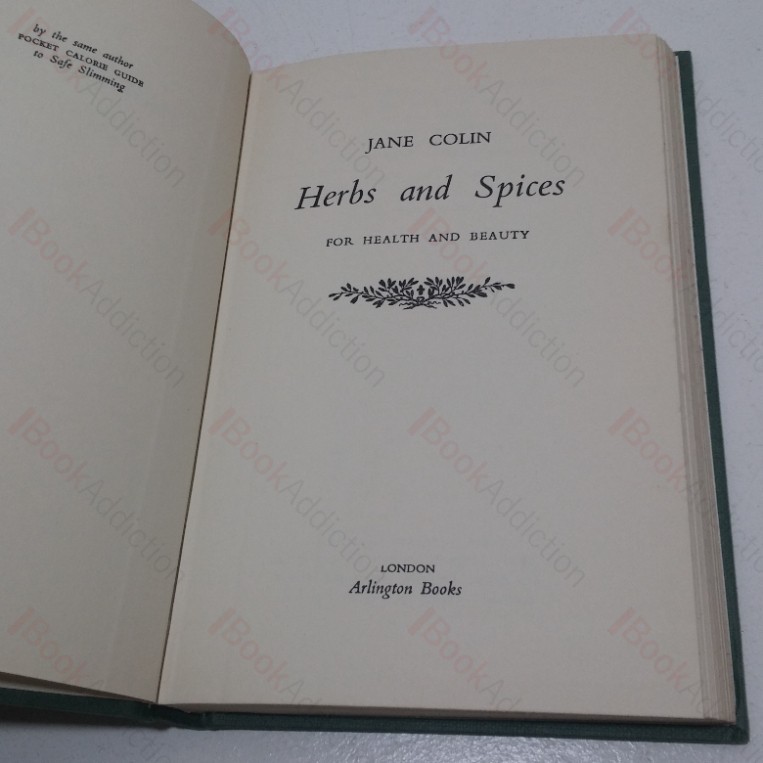 by the same author
POCKET CALORIE GUIDE
to Safe Slimming
JANE COLIN
Herbs and Spices
FOR HEALTH AND BEAUTY
LONDON
Arlington Books
BookAddiction